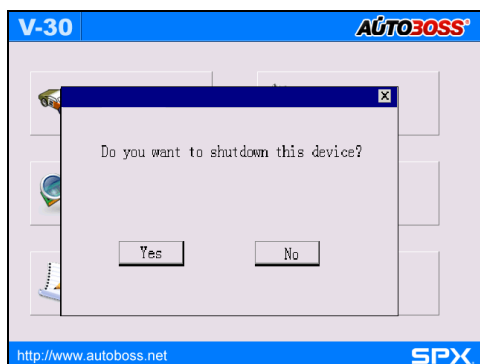 V-30
AUTOBOSS
Do you want to shutdown this device?
Yes
No
http://www.autoboss.net
SPX